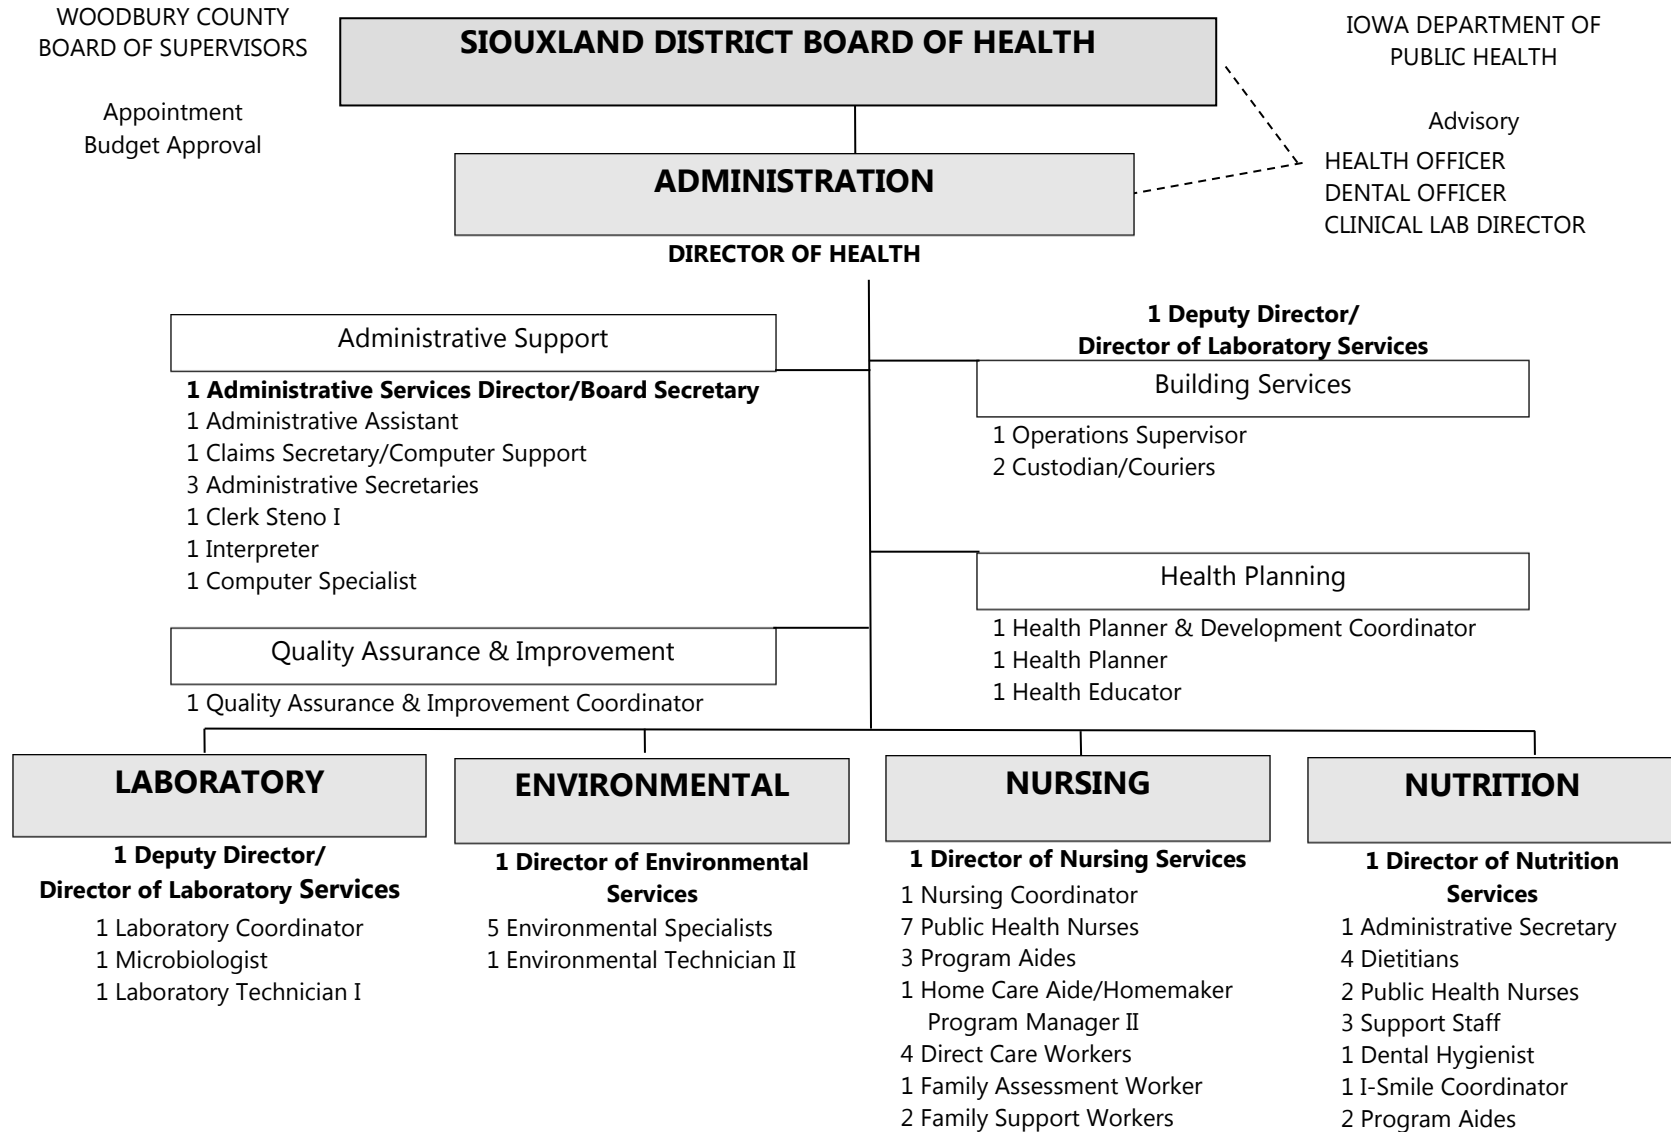 WOODBURY COUNTY
BOARD OF SUPERVISORS
Appointment
Budget Approval
SIOUXLAND DISTRICT BOARD OF HEALTH
IOWA DEPARTMENT OF
PUBLIC HEALTH
Advisory
HEALTH OFFICER
DENTAL OFFICER
CLINICAL LAB DIRECTOR
ADMINISTRATION
DIRECTOR OF HEALTH
Administrative Support
1 Administrative Services Director/Board Secretary
1 Administrative Assistant
1 Claims Secretary/Computer Support
3 Administrative Secretaries
1 Clerk Steno I
1 Interpreter
1 Computer Specialist
1 Deputy Director/
Director of Laboratory Services
Building Services
1 Operations Supervisor
2 Custodian/Couriers
Health Planning
1 Health Planner & Development Coordinator
1 Health Planner
1 Health Educator
Quality Assurance & Improvement
1 Quality Assurance & Improvement Coordinator
LABORATORY
1 Deputy Director/
Director of Laboratory Services
1 Laboratory Coordinator
1 Microbiologist
1 Laboratory Technician I
ENVIRONMENTAL
1 Director of Environmental
Services
5 Environmental Specialists
1 Environmental Technician II
NURSING
1 Director of Nursing Services
1 Nursing Coordinator
7 Public Health Nurses
3 Program Aides
1 Home Care Aide/Homemaker
Program Manager II
4 Direct Care Workers
1 Family Assessment Worker
2 Family Support Workers
NUTRITION
1 Director of Nutrition
Services
1 Administrative Secretary
4 Dietitians
2 Public Health Nurses
3 Support Staff
1 Dental Hygienist
1 I-Smile Coordinator
2 Program Aides